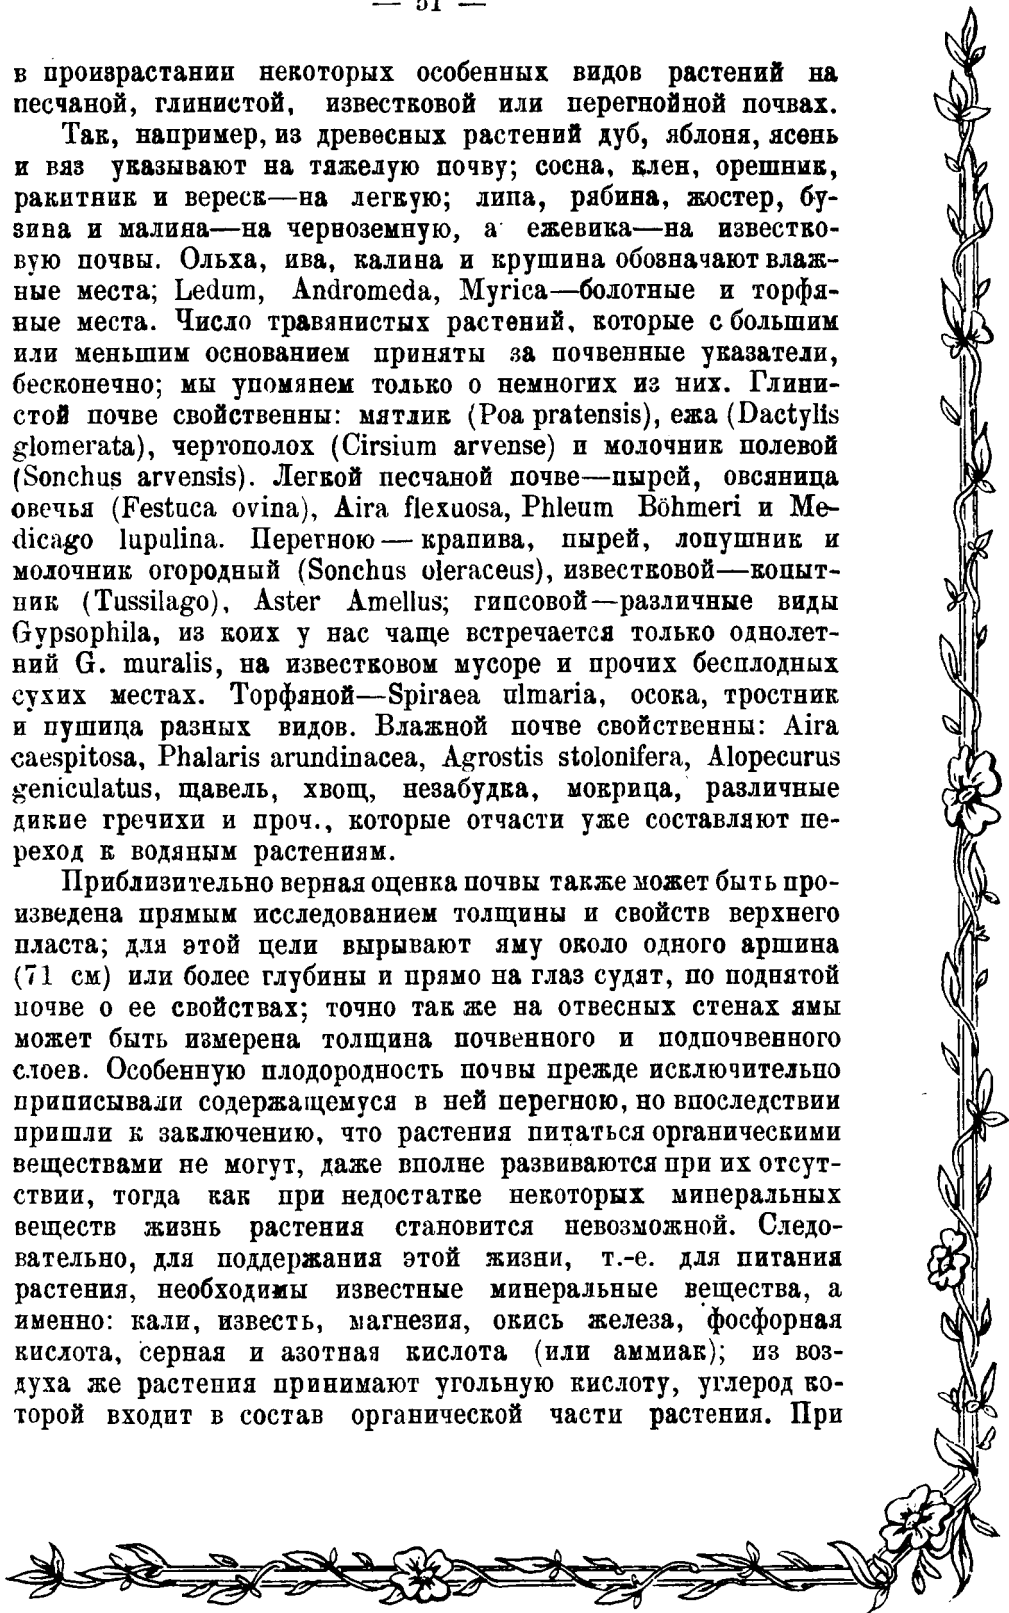 — 51 —
в произрастании некоторых особенных видов растений на
песчаной, глинистой, известковой или перегнойной почвах.
Так, например, из древесных растений дуб, яблоня, ясень
и вяз указывают на тяжелую почву; сосна, клен, орешник,
ракитник и вереск—на легкую; липа, рябина, жостер, бу-
зина и малина—на черноземную, а ежевика—на известко-
вую почвы. Ольха, ива, калина и крушина обозначают влаж-
ные места; Ledum, Andromeda, Myrica—болотные и торфя-
ные места. Число травянистых растений, которые с большим
или меньшим основанием приняты за почвенные указатели,
бесконечно; мы упомянем только о немногих из них. Глини-
стой почве свойственны: мятлик (Poa pratensis), ежа (Dactylis
glomerata), чертополох (Cirsium arvense) и молочник полевой
(Sonchus arvensis). Легкой песчаной почве—пырей, овсяница
овечья (Festuca ovina), Aira flexuosa, Phleum Böhmeri и Me-
dicago lupulina. Перегною — крапива, пырей, лопушник и
молочник огородный (Sonchus oleraceus), известковой—копыт-
ник (Tussilago), Aster Amellus; гипсовой—различные виды
Gypsophila, из коих у нас чаще встречается только однолет-
ний G. muralis, на известковом мусоре и прочих бесплодных
сухих местах. Торфяной—Spiraea ulmaria, осока, тростник
и пушица разных видов. Влажной почве свойственны: Aira
caespitosa, Phalaris arundinacea, Agrostis stolonifera, Alopecurus
geniculatus, щавель, хвощ, незабудка, мокрица, различные
дикие гречихи и проч., которые отчасти уже составляют пе-
реход к водяным растениям.
Приблизительно верная оценка почвы также может быть про-
изведена прямым исследованием толщины и свойств верхнего
пласта; для этой цели вырывают яму около одного аршина
(71 см) или более глубины и прямо на глаз судят, по поднятой
почве о ее свойствах; точно так же на отвесных стенах ямы
может быть измерена толщина почвенного и подпочвенного
слоев. Особенную плодородность почвы прежде исключительно
приписывали содержащемуся в ней перегною, но впоследствии
пришли к заключению, что растения питаться органическими
веществами не могут, даже вполне развиваются при их отсут-
ствии, тогда как при недостатке некоторых минеральных
веществ жизнь растения становится невозможной. Следо-
вательно, для поддержания этой жизни, т.-е. для питания
растения, необходимы известные минеральные вещества, а
именно: кали, известь, магнезия, окись железа, фосфорная
кислота, серная и азотная кислота (или аммиак); из воз-
духа же растения принимают угольную кислоту, углерод ко-
торой входит в состав органической части растения. При